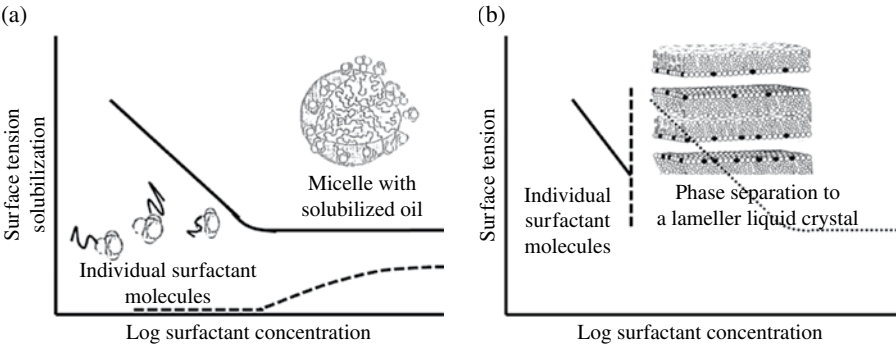 (a)
Surface tension
solubilization
Micelle with
solubilized oil
Individual surfactant
molecules
Log surfactant concentration
(b)
Surface tension
Individual
surfactant
molecules
Phase separation to
a lameller liquid crystal
Log surfactant concentration